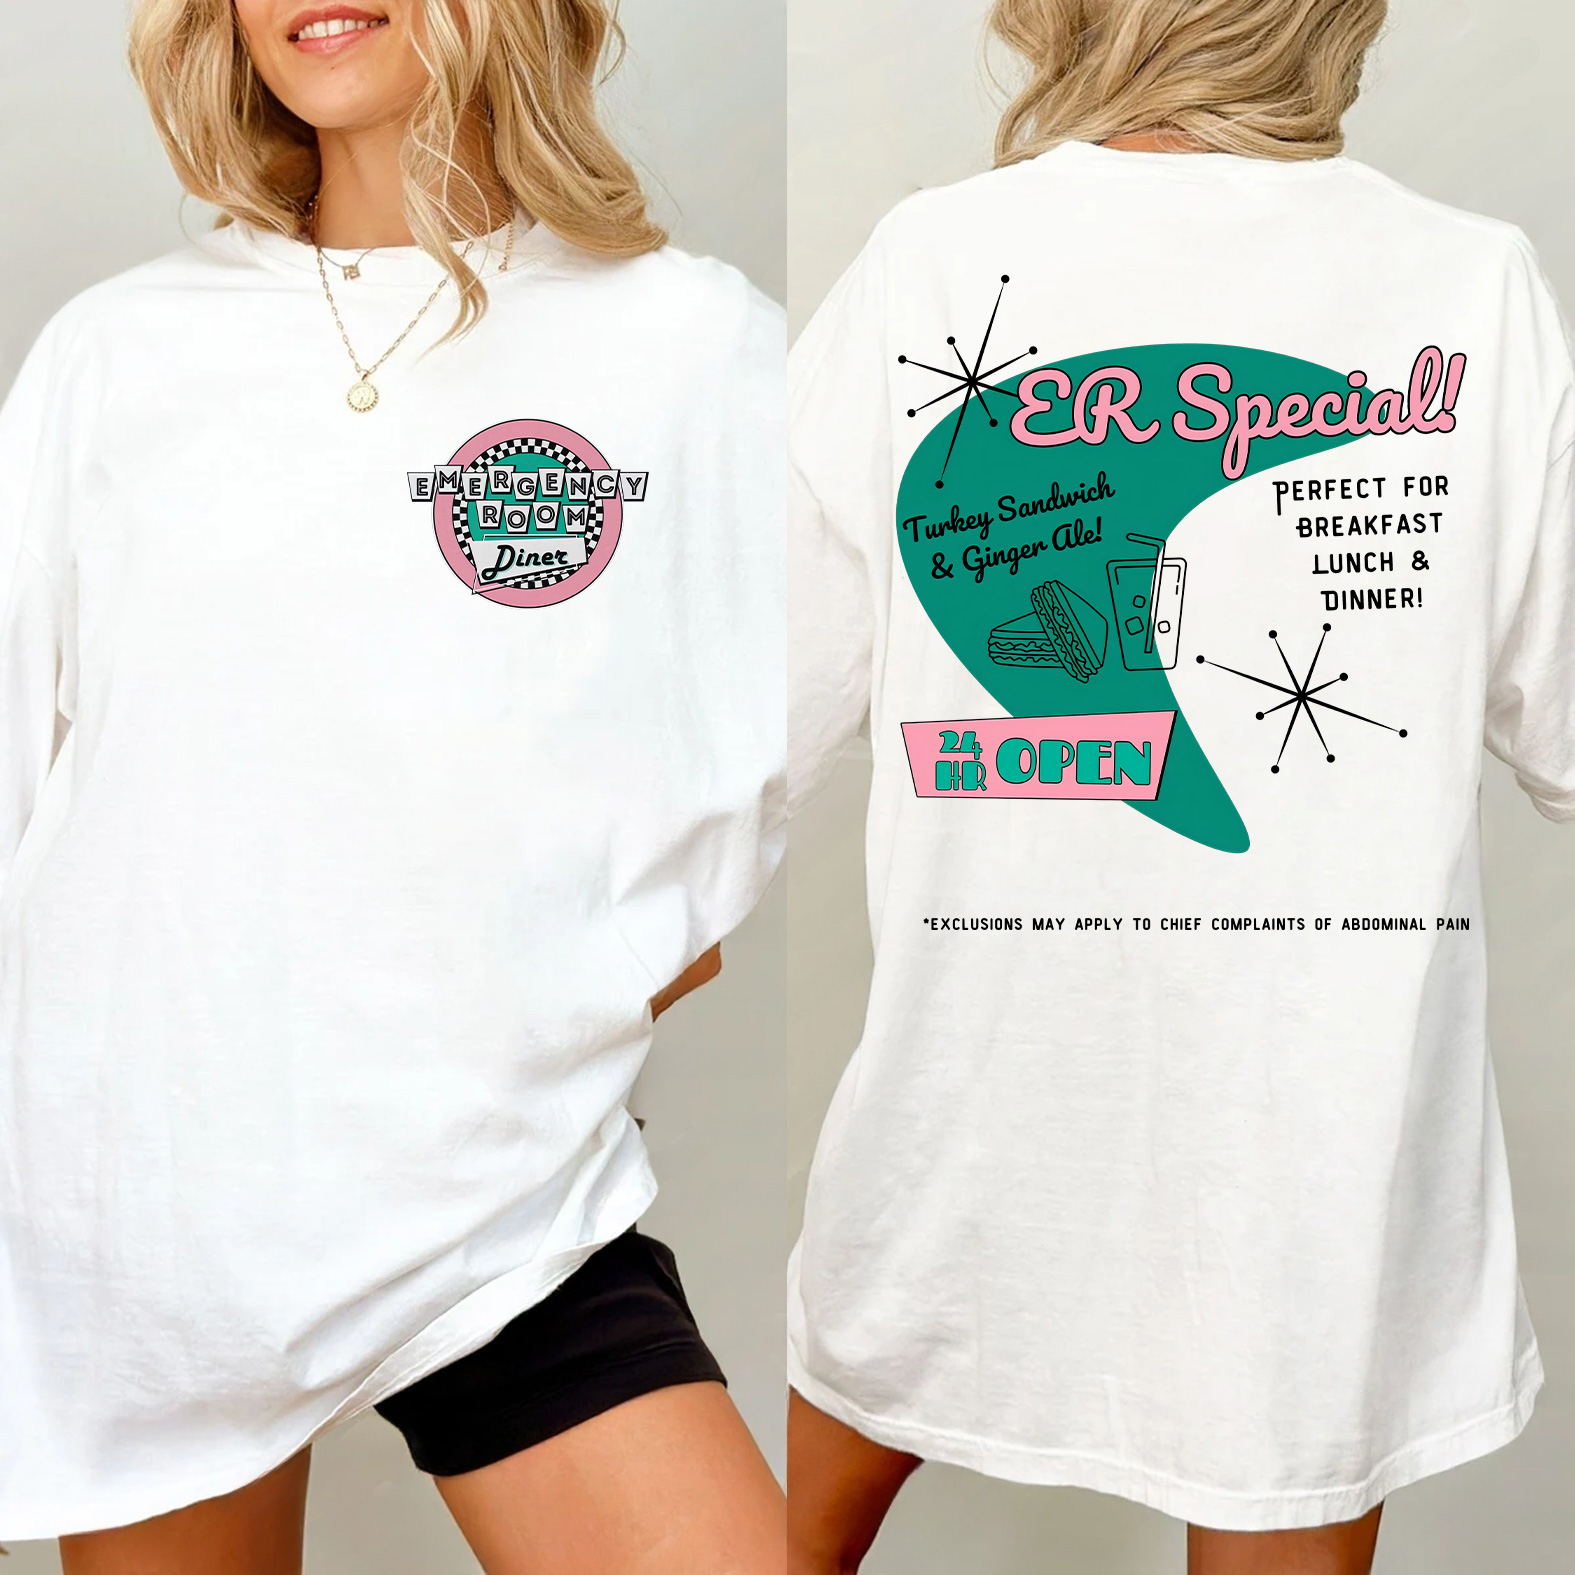 EMERGENCY
ROOM
Diner
ER Special!
Turkey Sandwich
& Ginger Ale!
PERFECT FOR
BREAKFAST
LUNCH &
DINNER!
24
HR
OPEN
*EXCLUSIONS MAY APPLY TO CHIEF COMPLAINTS OF ABDOMINAL PAIN